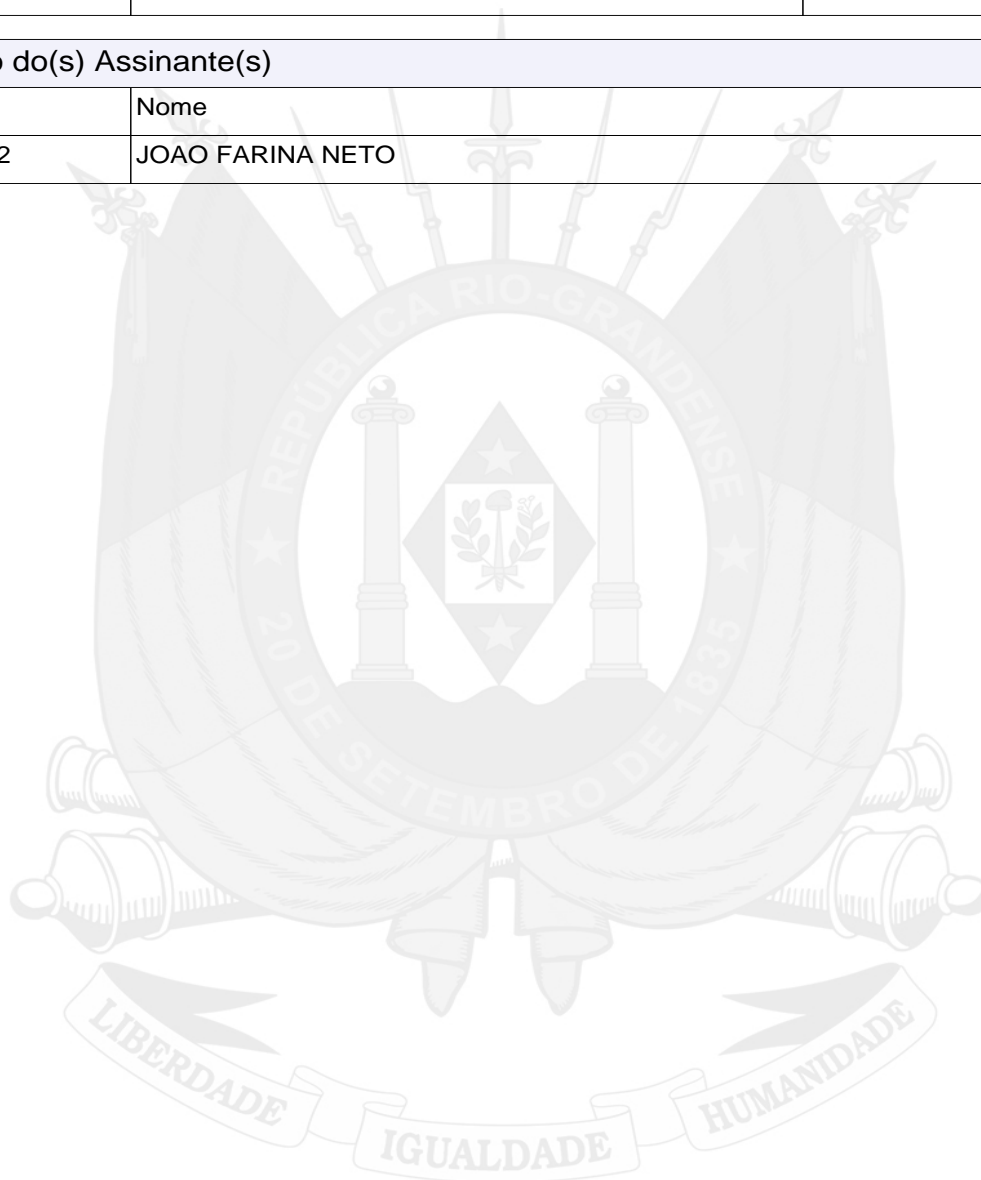 o do(s) Assinante(s)
Nome
2 JOAO FARINA NETO
REPÚBLICA RIO-GRANDENSE
20 DE SETEMBRO DE 1835
LIBERDADE IGUALDADE HUMANIDADE